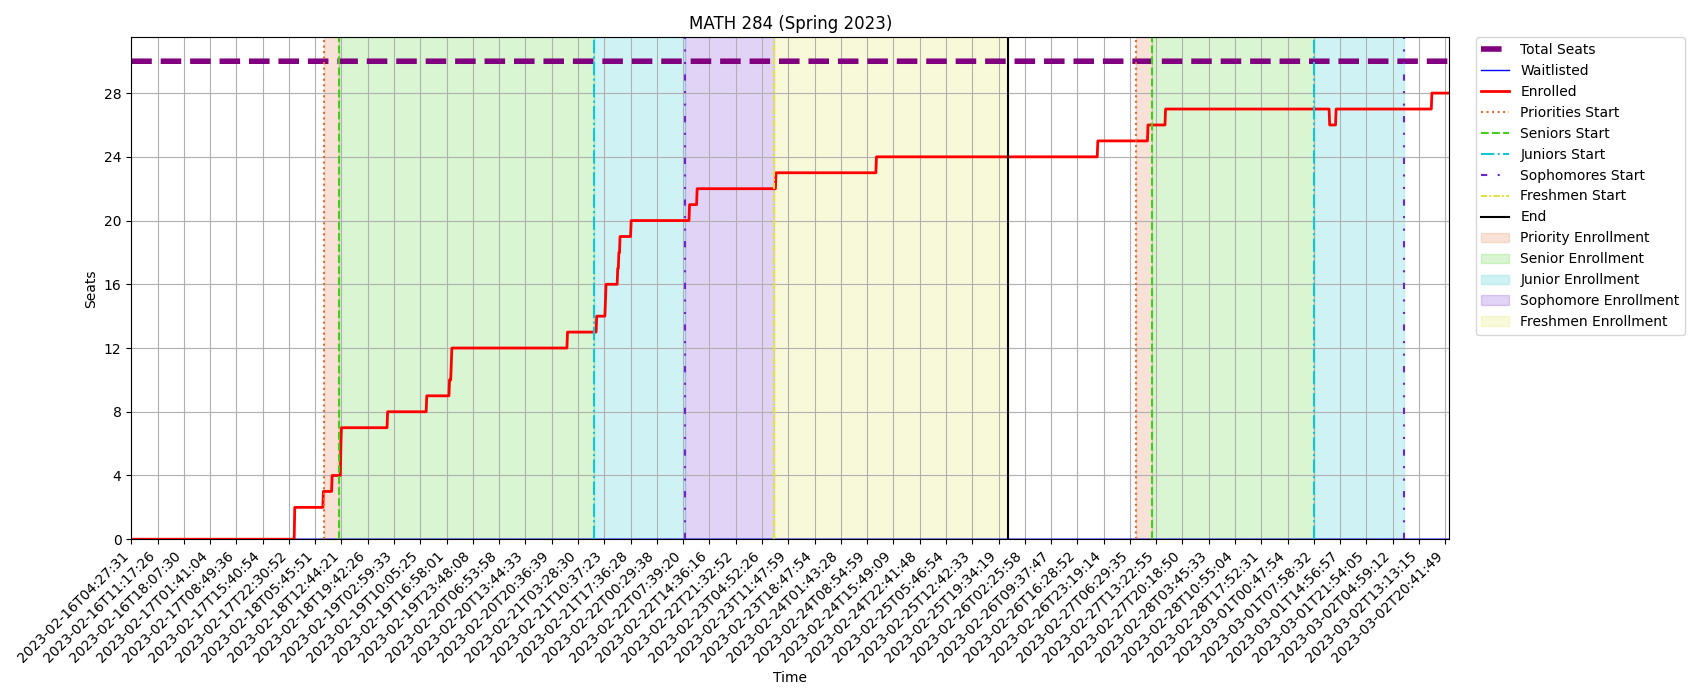 MATH 284 (Spring 2023)
Seats
28
24
20
16
12
8
4
0
2023-02-16T04:27:31
2023-02-16T11:17:26
2023-02-16T18:07:30
2023-02-17T01:41:04
2023-02-17T08:49:36
2023-02-17T15:40:54
2023-02-17T22:30:52
2023-02-18T05:45:51
2023-02-18T12:44:21
2023-02-18T19:42:26
2023-02-19T02:59:33
2023-02-19T10:05:25
2023-02-19T16:58:01
2023-02-19T23:48:08
2023-02-20T06:53:58
2023-02-20T13:44:33
2023-02-20T20:36:39
2023-02-21T03:28:30
2023-02-21T10:37:23
2023-02-21T17:36:28
2023-02-22T00:29:38
2023-02-22T07:39:20
2023-02-22T14:36:16
2023-02-22T21:32:52
2023-02-23T04:52:26
2023-02-23T11:47:59
2023-02-23T18:47:54
2023-02-24T01:43:28
2023-02-24T08:54:59
2023-02-24T15:49:09
2023-02-24T22:41:48
2023-02-25T05:46:54
2023-02-25T12:42:33
2023-02-25T19:34:19
2023-02-26T02:25:58
2023-02-26T09:37:47
2023-02-26T16:28:52
2023-02-26T23:19:14
2023-02-27T06:29:35
2023-02-27T13:22:55
2023-02-27T20:18:50
2023-02-28T03:45:33
2023-02-28T10:55:04
2023-02-28T17:52:31
2023-03-01T00:47:54
2023-03-01T07:58:32
2023-03-01T14:56:57
2023-03-01T21:54:05
2023-03-02T04:59:12
2023-03-02T13:13:15
2023-03-02T20:41:49
Time
Total Seats
Waitlisted
Enrolled
Priorities Start
Seniors Start
Juniors Start
Sophomores Start
Freshmen Start
End
Priority Enrollment
Senior Enrollment
Junior Enrollment
Sophomore Enrollment
Freshmen Enrollment